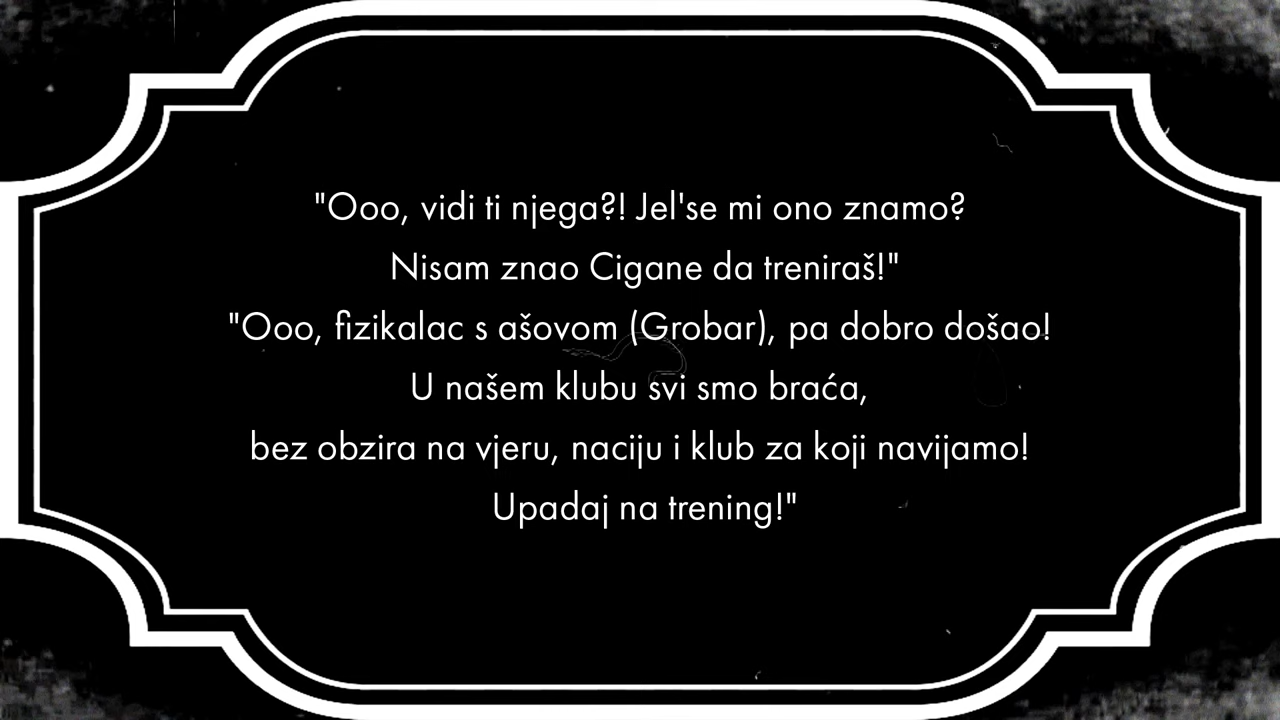 "Ooo, vidi ti njega?! Jel'se mi ono znamo?
Nisam znao Cigane da treniraš!"
"Ooo, fizikalac s ašovom (Grobar), pa dobro došao!
U našem klubu svi smo braća,
bez obzira na vjeru, naciju i klub za koji navijamo!
Upadaj na trening!"